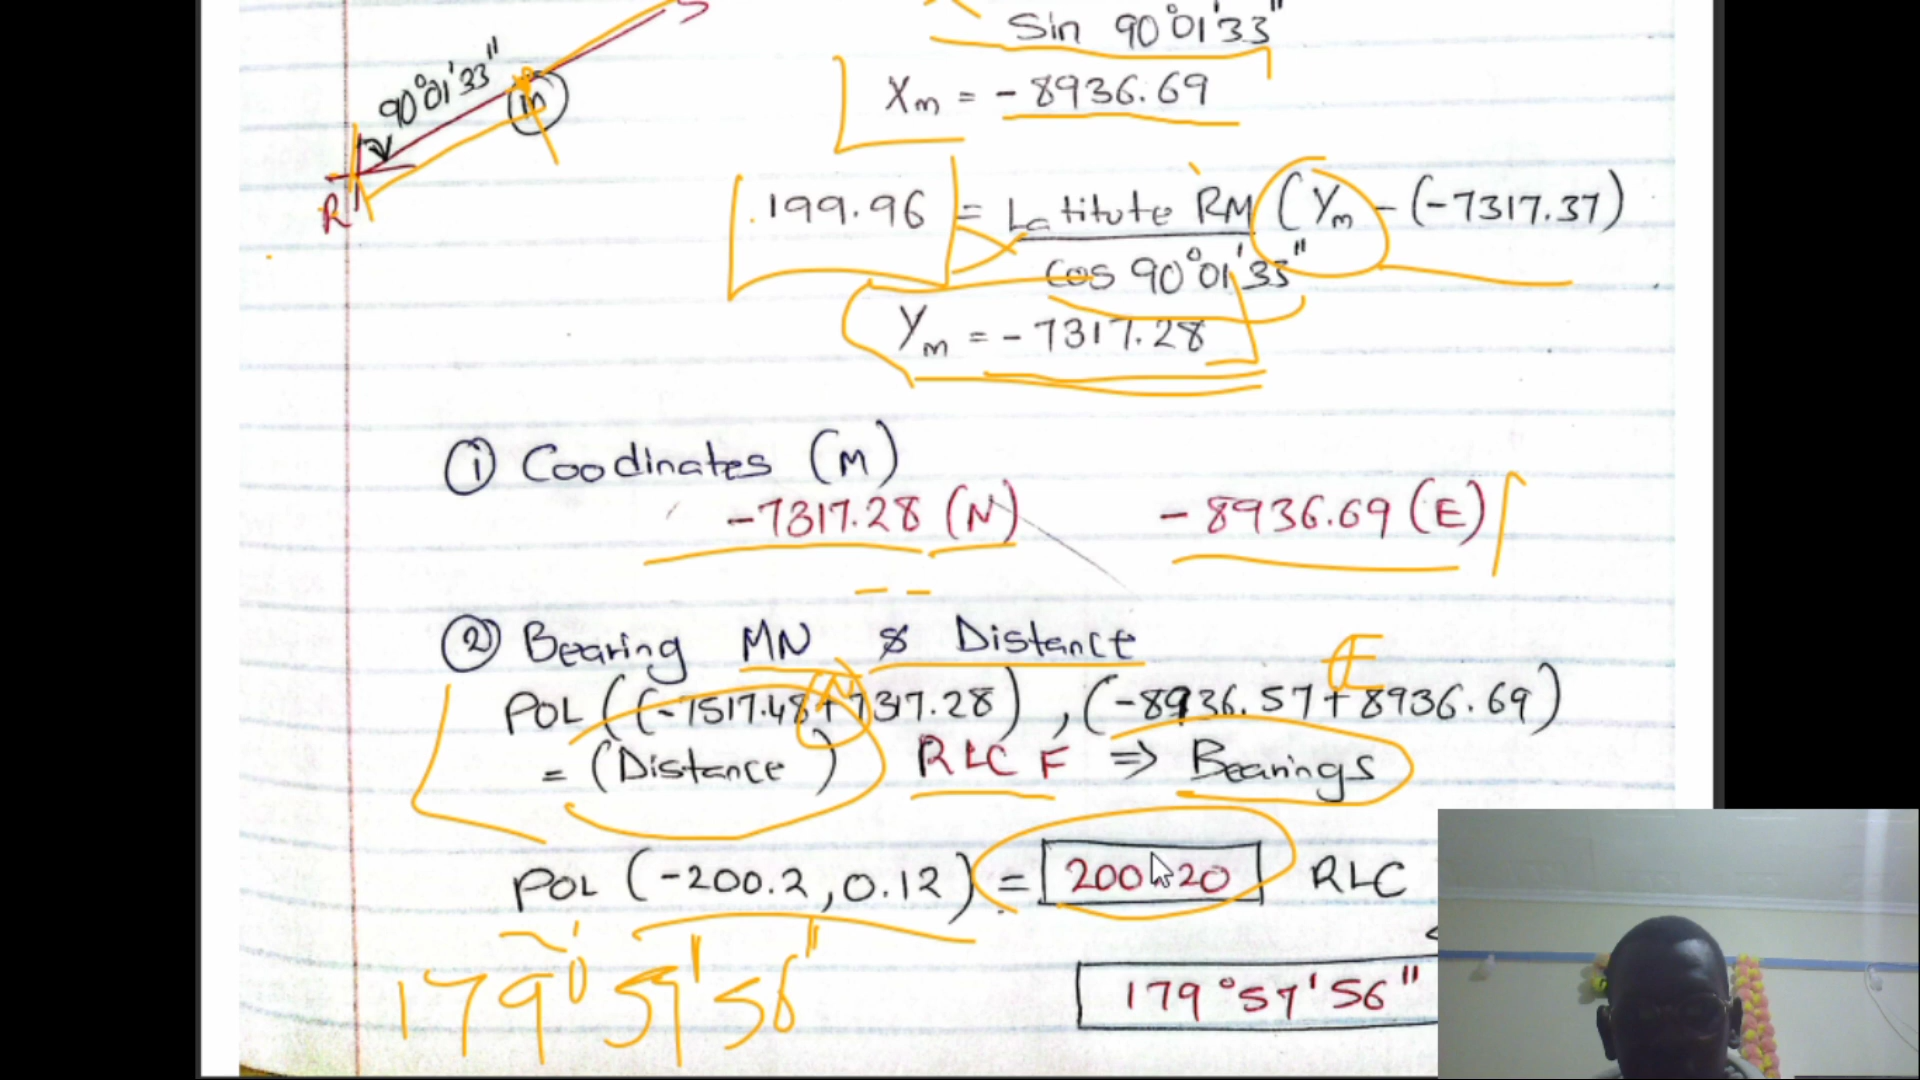 S
Sin 90°01'33"
90°01'33"
m
Xm = - 8936.69
R
199.96 = Latitute RM (Ym - (-7317.37)
Cos 90°01'33"
Ym = - 7317.28
① Coodinates (M)
-7317.28 (N) - 8936.69 (E)
② Bearing MN & Distance
E
N
POL ((-7517.48+7317.28) , (-8936.57+8936.69)
= (Distance ) RLC F ⇒ Bearings
POL (-200.2, 0.12) = 200.20 RLC
179°57'56" 179°57'56"